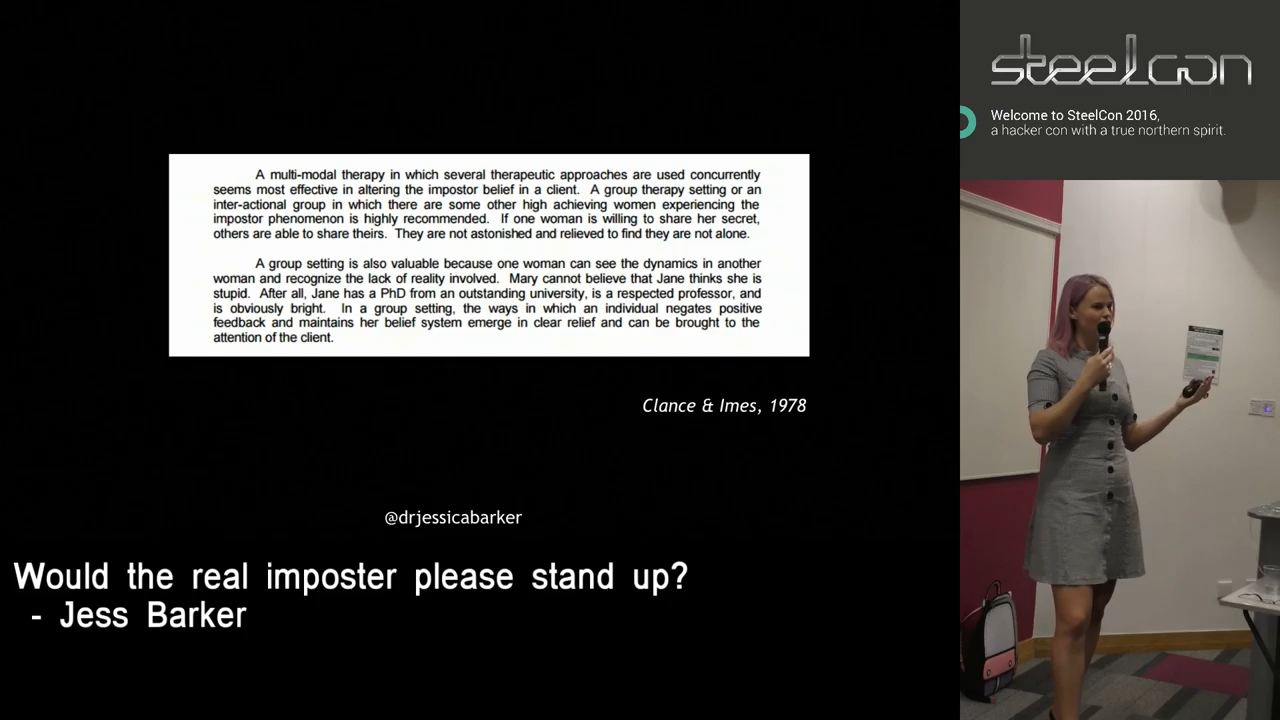 A multi-modal therapy in which several therapeutic approaches are used concurrently
seems most effective in altering the impostor belief in a client. A group therapy setting or an
inter-actional group in which there are some other high achieving women experiencing the
impostor phenomenon is highly recommended. If one woman is willing to share her secret,
others are able to share theirs. They are not astonished and relieved to find they are not alone.
A group setting is also valuable because one woman can see the dynamics in another
woman and recognize the lack of reality involved. Mary cannot believe that Jane thinks she is
stupid. After all, Jane has a PhD from an outstanding university, is a respected professor, and
is obviously bright. In a group setting, the ways in which an individual negates positive
feedback and maintains her belief system emerge in clear relief and can be brought to the
attention of the client.
Clance & Imes, 1978
@drjessicabarker
Would the real imposter please stand up?
- Jess Barker
steelcon
Welcome to SteelCon 2016,
a hacker con with a true northern spirit.